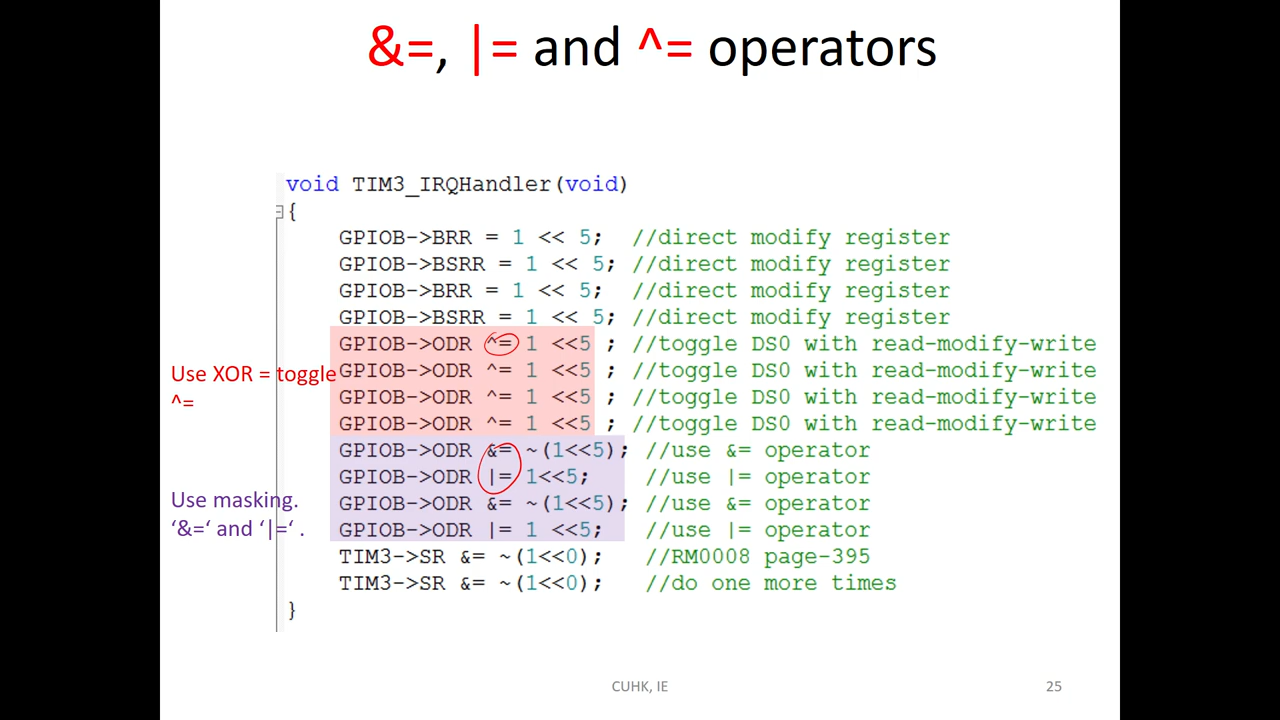 &=, |= and ^= operators
void TIM3_IRQHandler(void)
{
GPIOB->BRR = 1 << 5; //direct modify register
GPIOB->BSRR = 1 << 5; //direct modify register
GPIOB->BRR = 1 << 5; //direct modify register
GPIOB->BSRR = 1 << 5; //direct modify register
GPIOB->ODR ^= 1 <<5 ; //toggle DS0 with read-modify-write
GPIOB->ODR ^= 1 <<5 ; //toggle DS0 with read-modify-write
GPIOB->ODR ^= 1 <<5 ; //toggle DS0 with read-modify-write
GPIOB->ODR ^= 1 <<5 ; //toggle DS0 with read-modify-write
GPIOB->ODR &= ~(1<<5); //use &= operator
GPIOB->ODR |= 1<<5; //use |= operator
GPIOB->ODR &= ~(1<<5); //use &= operator
GPIOB->ODR |= 1 <<5; //use |= operator
TIM3->SR &= ~(1<<0); //RM0008 page-395
TIM3->SR &= ~(1<<0); //do one more times
}
Use XOR = toggle
^=
Use masking.
‘&=‘ and ‘|=‘ .
CUHK, IE
25